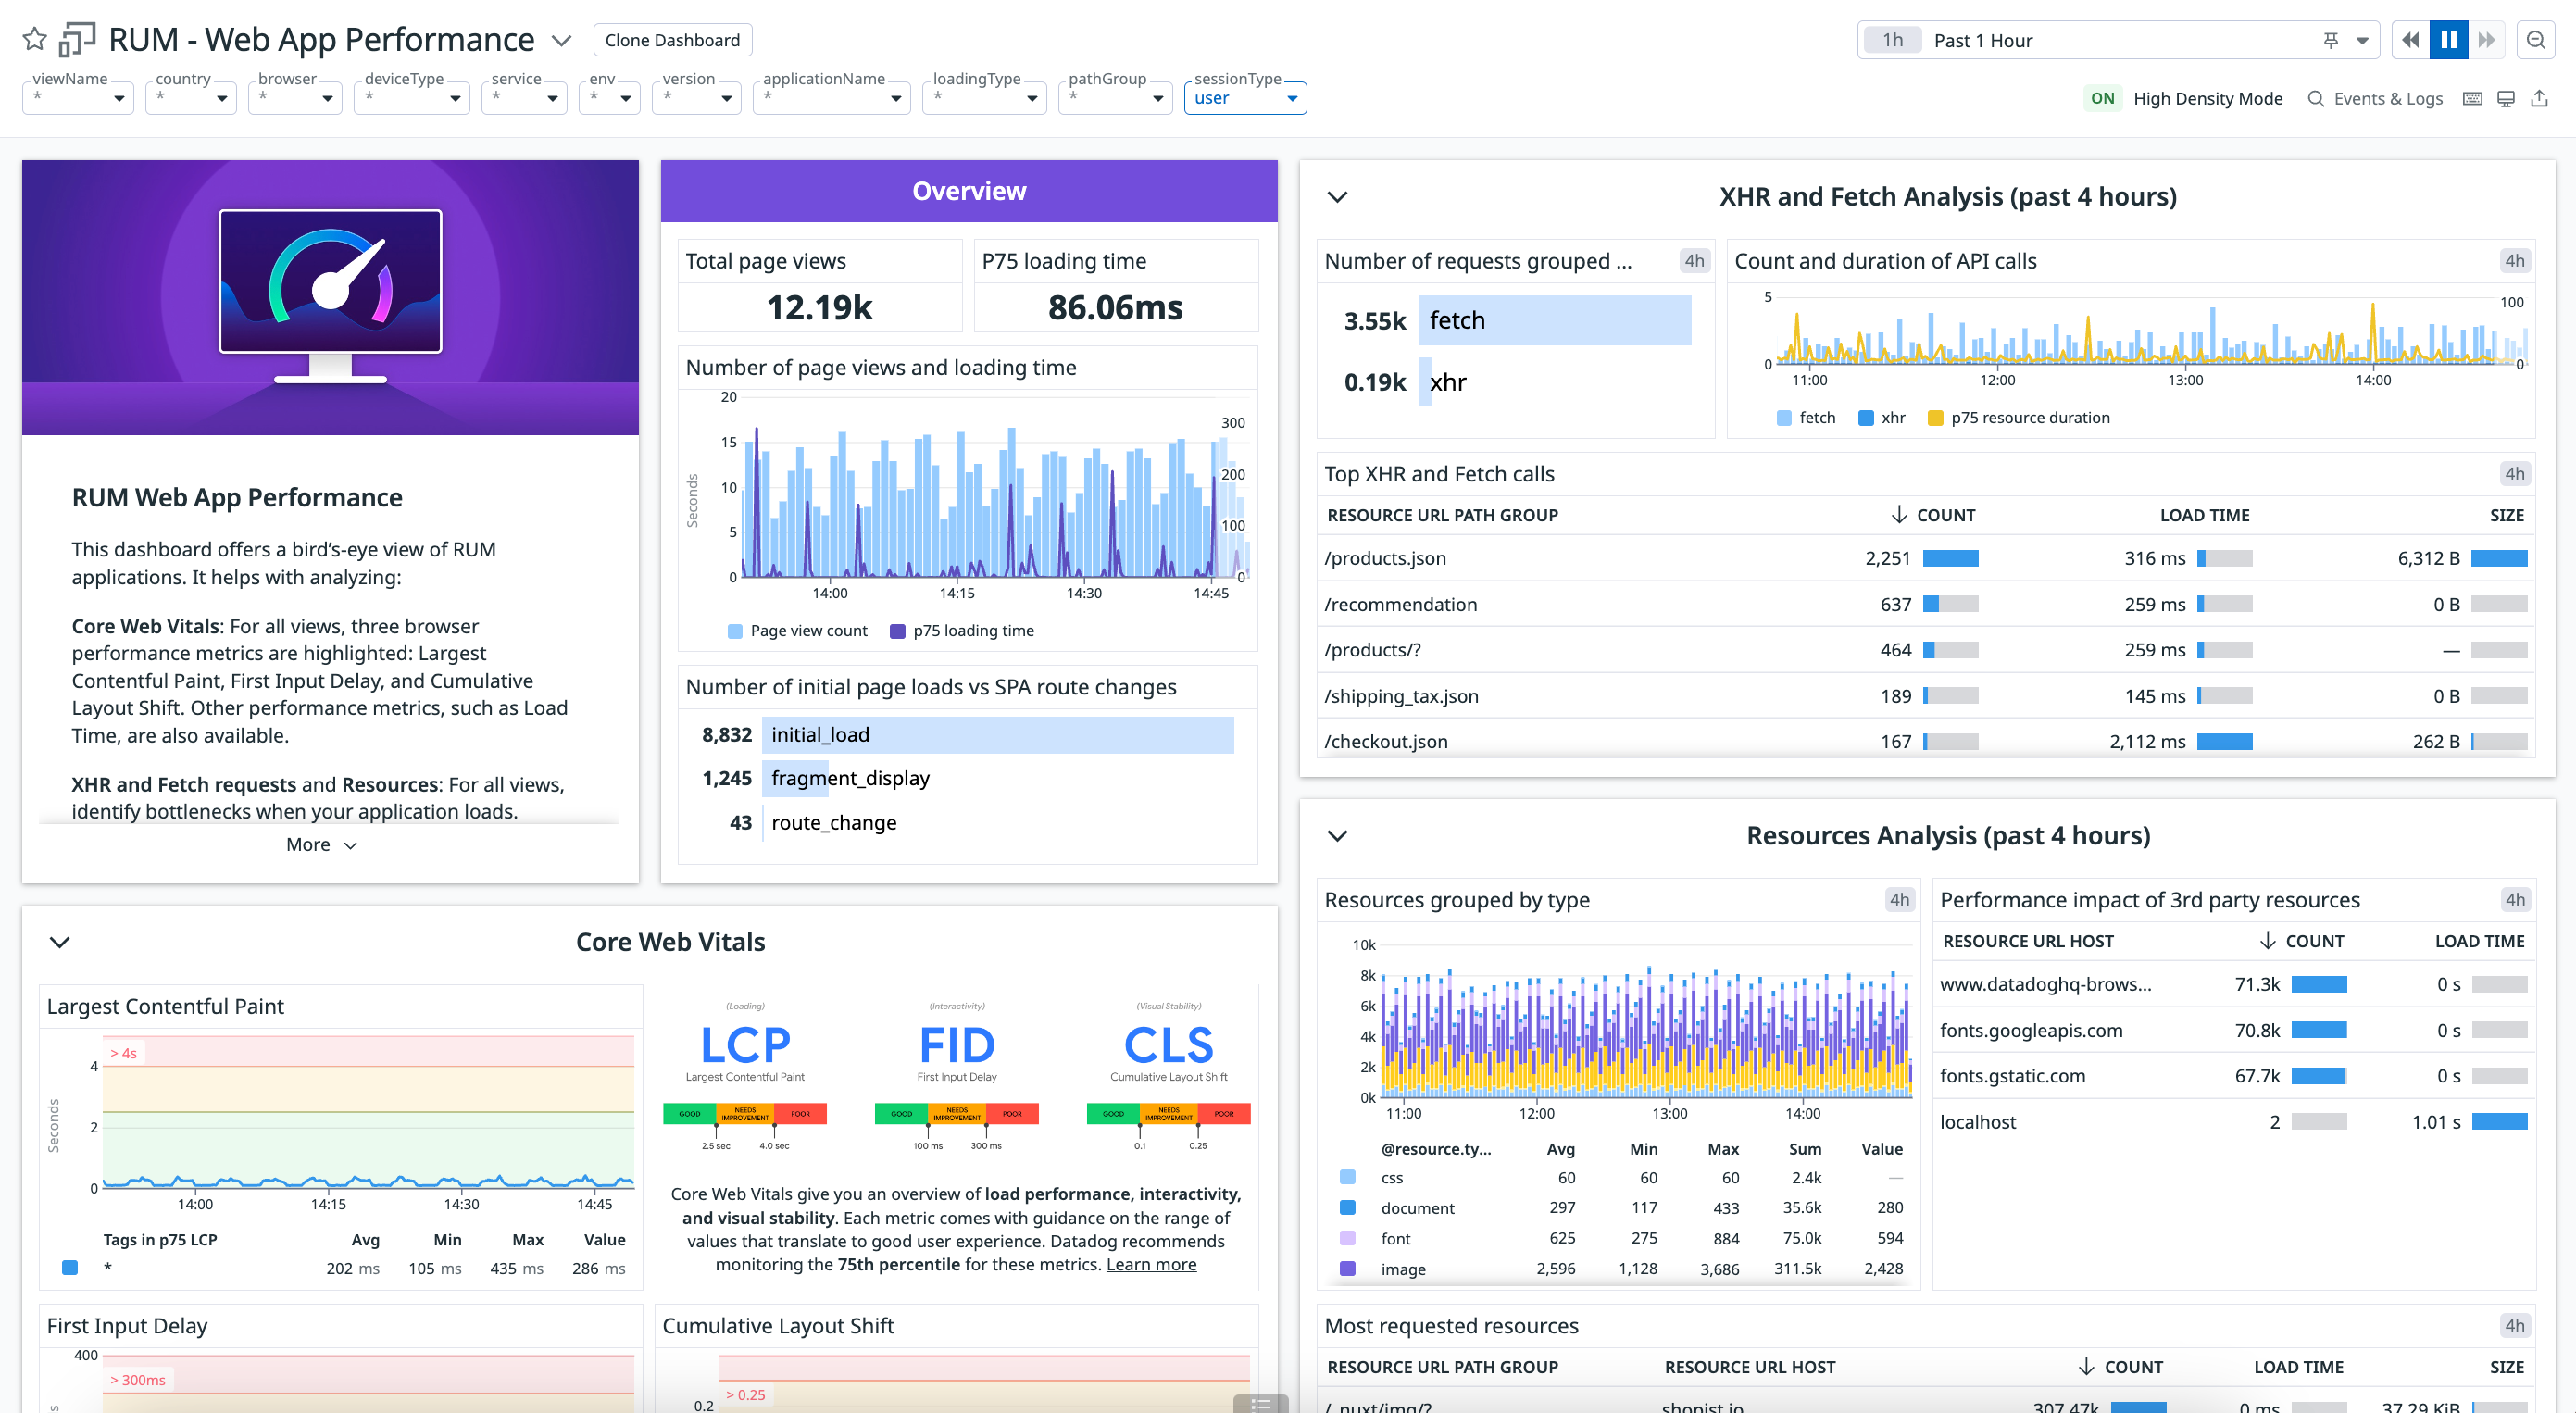 RUM - Web App Performance
Clone Dashboard
1h Past 1 Hour
viewName
*
country
*
browser
*
deviceType
*
service
*
env
*
version
*
applicationName
*
loadingType
*
pathGroup
*
sessionType
user
ON High Density Mode
Events & Logs
RUM Web App Performance
This dashboard offers a bird’s-eye view of RUM
applications. It helps with analyzing:
Core Web Vitals: For all views, three browser
performance metrics are highlighted: Largest
Contentful Paint, First Input Delay, and Cumulative
Layout Shift. Other performance metrics, such as Load
Time, are also available.
XHR and Fetch requests and Resources: For all views,
identify bottlenecks when your application loads.
More
Overview
Total page views
12.19k
P75 loading time
86.06ms
Number of page views and loading time
Seconds
20
15
10
5
0
300
200
100
0
14:00 14:15 14:30 14:45
Page view count p75 loading time
Number of initial page loads vs SPA route changes
8,832 initial_load
1,245 fragment_display
43 route_change
XHR and Fetch Analysis (past 4 hours)
Number of requests grouped ... 4h
3.55k fetch
0.19k xhr
Count and duration of API calls 4h
5
0
100
0
11:00 12:00 13:00 14:00
fetch xhr p75 resource duration
Top XHR and Fetch calls 4h
RESOURCE URL PATH GROUP COUNT LOAD TIME SIZE
/products.json 2,251 316 ms 6,312 B
/recommendation 637 259 ms 0 B
/products/? 464 259 ms —
/shipping_tax.json 189 145 ms 0 B
/checkout.json 167 2,112 ms 262 B
Core Web Vitals
Largest Contentful Paint
> 4s
Seconds
4
2
0
14:00 14:15 14:30 14:45
Tags in p75 LCP Avg Min Max Value
* 202 ms 105 ms 435 ms 286 ms
(Loading)
LCP
Largest Contentful Paint
GOOD NEEDS IMPROVEMENT POOR
2.5 sec 4.0 sec
(Interactivity)
FID
First Input Delay
GOOD NEEDS IMPROVEMENT POOR
100 ms 300 ms
(Visual Stability)
CLS
Cumulative Layout Shift
GOOD NEEDS IMPROVEMENT POOR
0.1 0.25
Core Web Vitals give you an overview of load performance, interactivity,
and visual stability. Each metric comes with guidance on the range of
values that translate to good user experience. Datadog recommends
monitoring the 75th percentile for these metrics. Learn more
First Input Delay
400
> 300ms
Cumulative Layout Shift
> 0.25
0.2
Resources Analysis (past 4 hours)
Resources grouped by type 4h
10k
8k
6k
4k
2k
0k
11:00 12:00 13:00 14:00
@resource.ty... Avg Min Max Sum Value
css 60 60 60 2.4k —
document 297 117 433 35.6k 280
font 625 275 884 75.0k 594
image 2,596 1,128 3,686 311.5k 2,428
Performance impact of 3rd party resources 4h
RESOURCE URL HOST COUNT LOAD TIME
www.datadoghq-brows... 71.3k 0 s
fonts.googleapis.com 70.8k 0 s
fonts.gstatic.com 67.7k 0 s
localhost 2 1.01 s
Most requested resources 4h
RESOURCE URL PATH GROUP RESOURCE URL HOST COUNT LOAD TIME SIZE
/_nuxt/img/? shopist.io 307.47k 0 ms 37.29 KiB